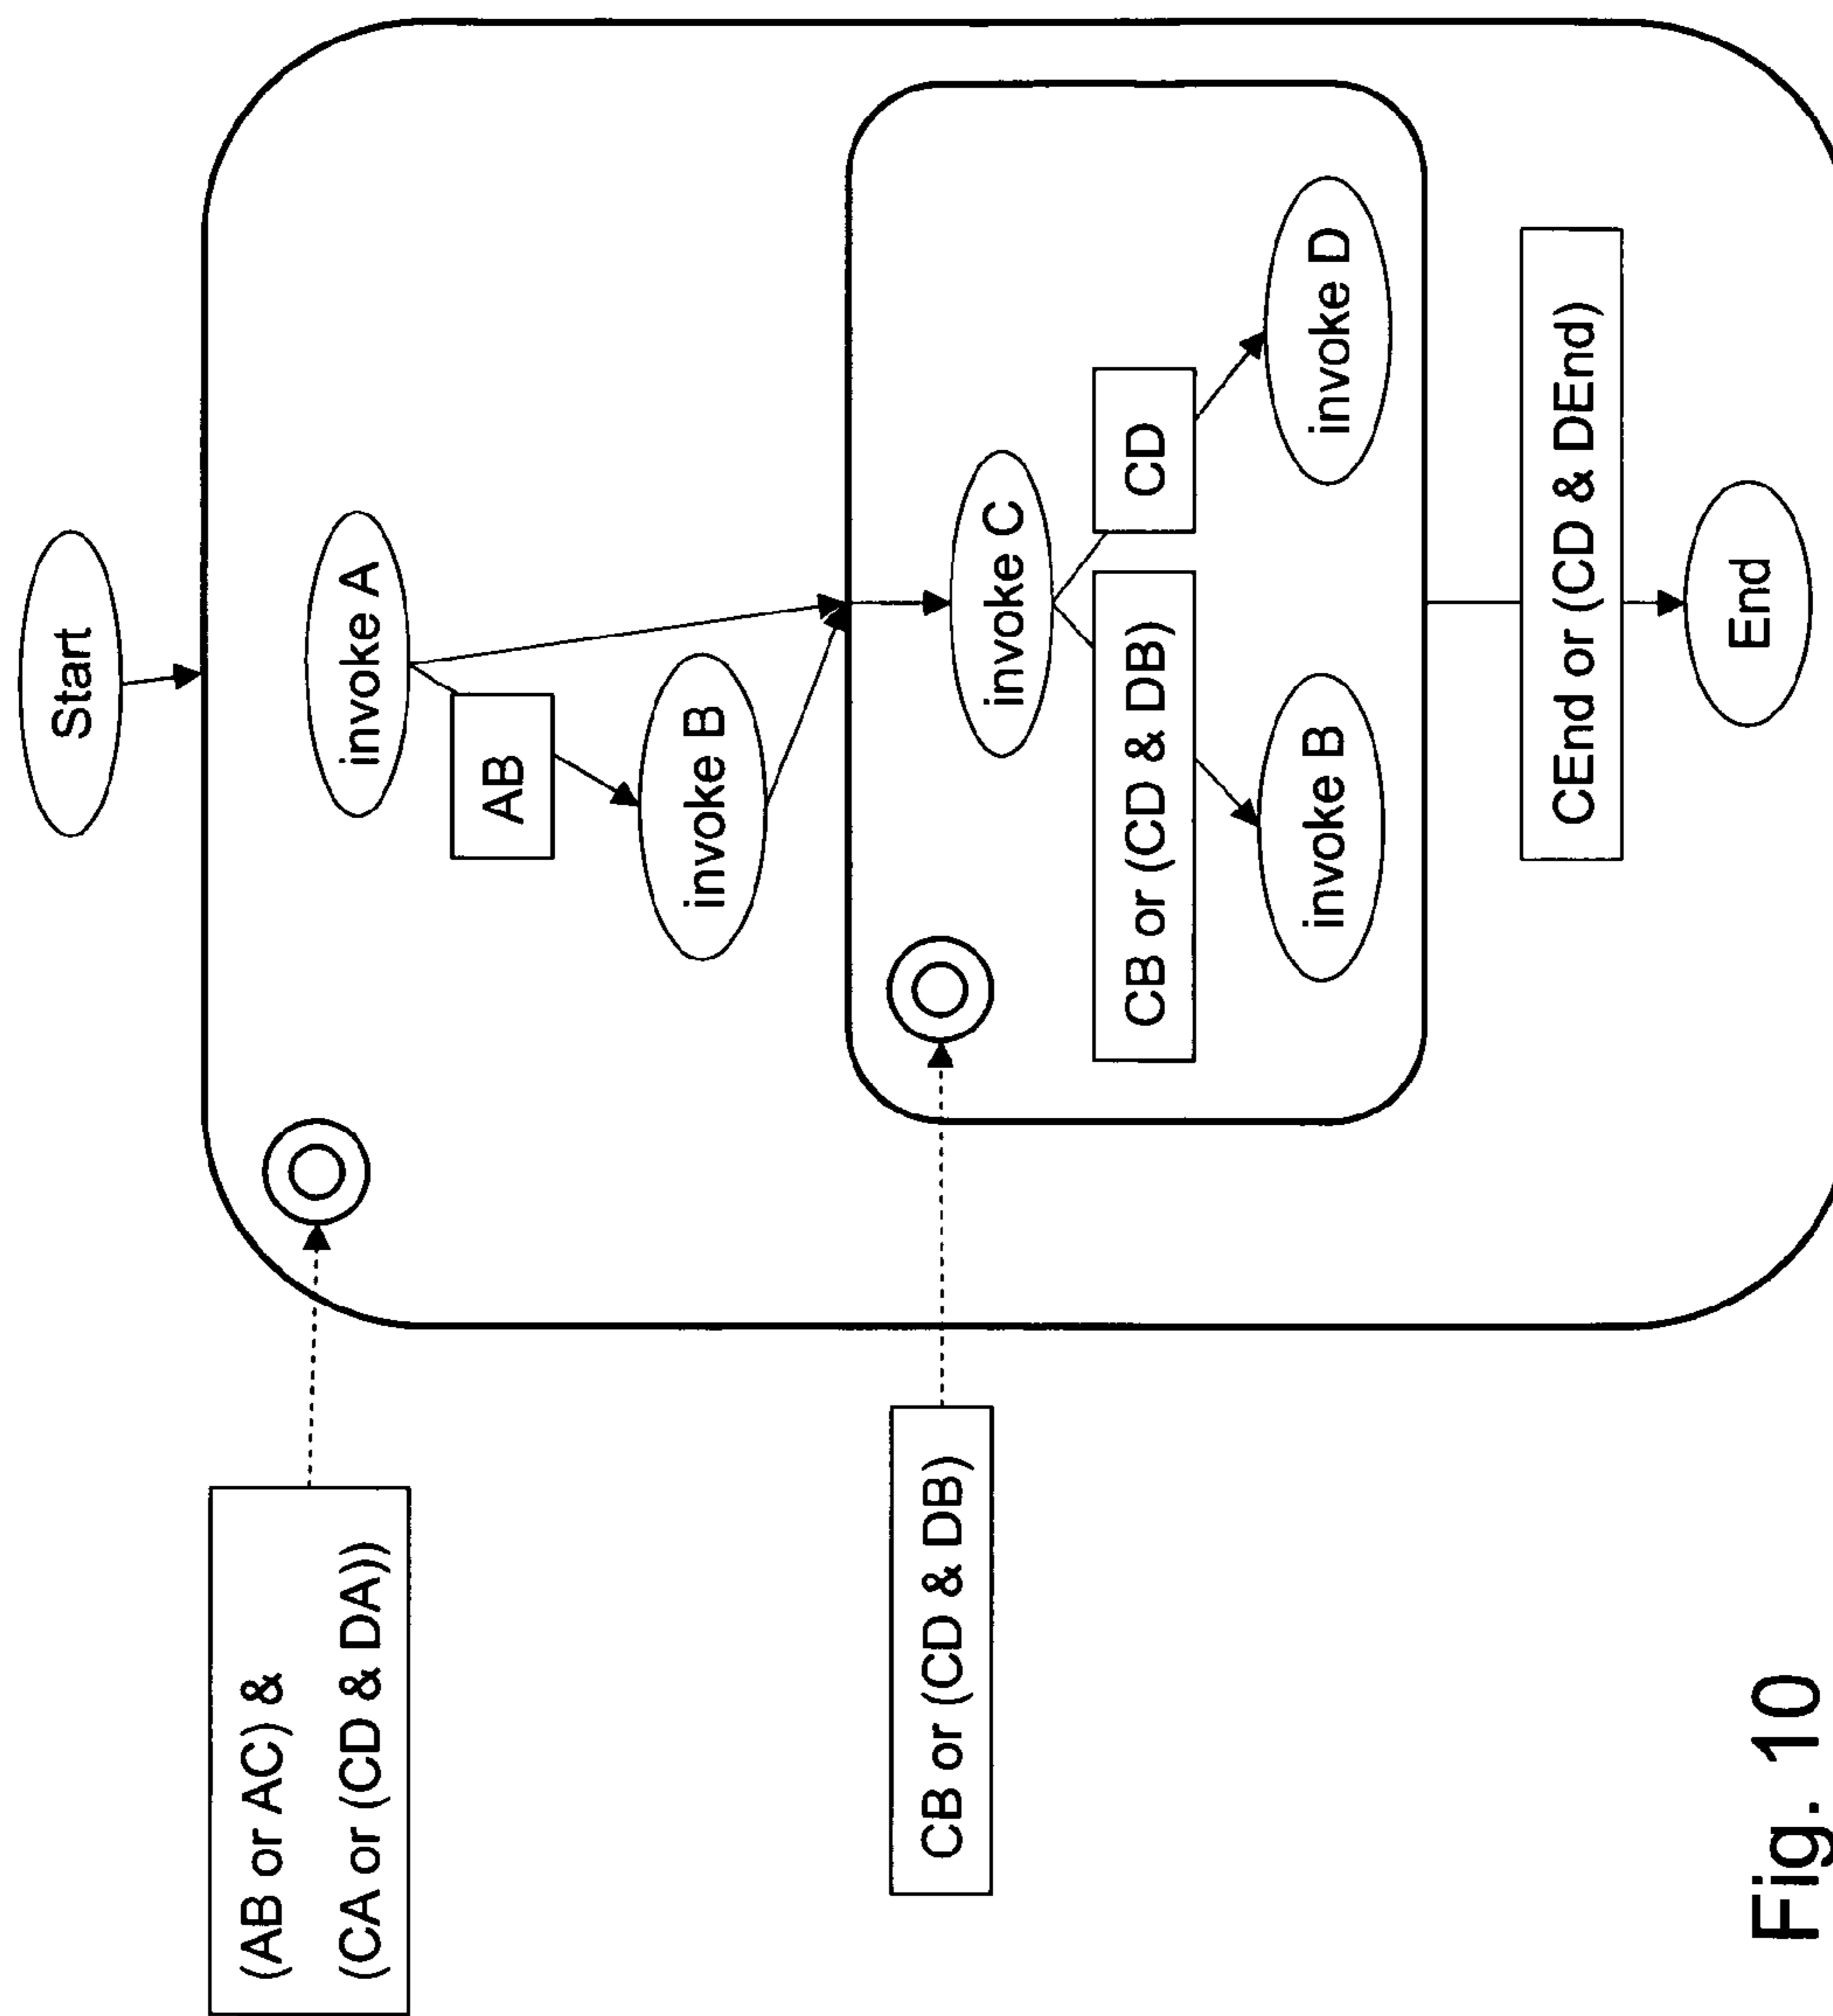 Start
(AB or AC) &
(CA or (CD & DA)))
invoke A
AB
invoke B
CB or (CD & DB)
invoke C
CB or (CD & DB)
CD
invoke B
invoke D
CEnd or (CD & DEnd)
End
Fig. 10